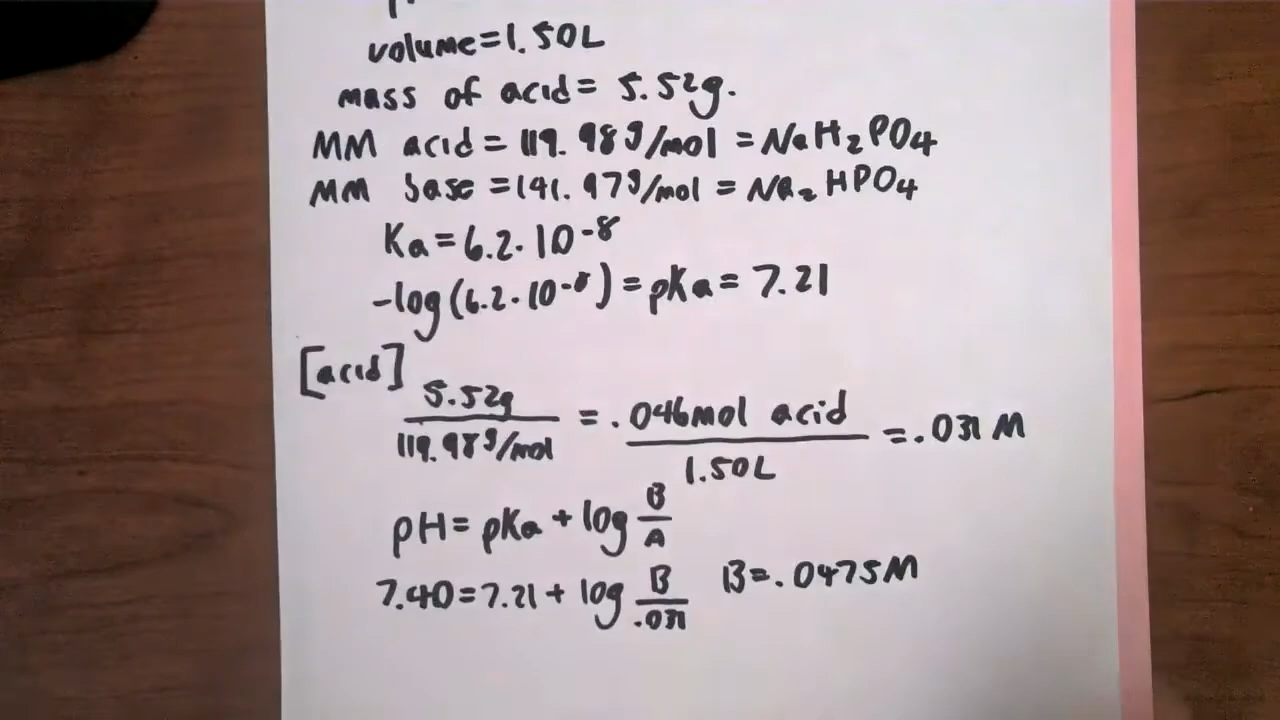 volume=1.50L
mass of acid= 5.52g.
MM acid = 119.98g/mol = NaH₂PO₄
MM base =141.97g/mol = Na₂HPO₄
Ka=6.2·10⁻⁸
-log(6.2·10⁻⁸)=pKa=7.21
[acid]
5.52g / 119.98g/mol = .046mol acid / 1.50L =.031 M
pH= pKa + log B/A
7.40=7.21+ log B/.031 B=.0475M